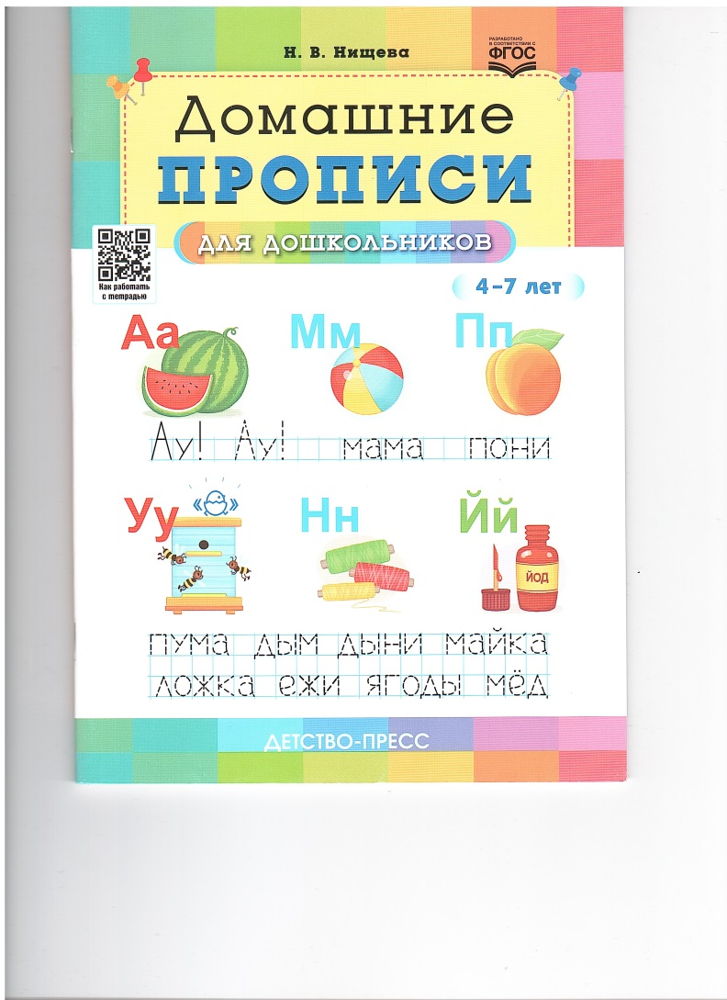 Н. В. Нищева
РАЗРАБОТАНО
В СООТВЕТСТВИИ С
ФГОС
Домашние
ПРОПИСИ
для дошкольников
Как работать
с тетрадью
4–7 лет
Аа Мм Пп
Ау! Ау! мама пони
Уу Нн Йй
йод
пума дым дыни майка
ложка ежи ягоды мёд
ДЕТСТВО-ПРЕСС